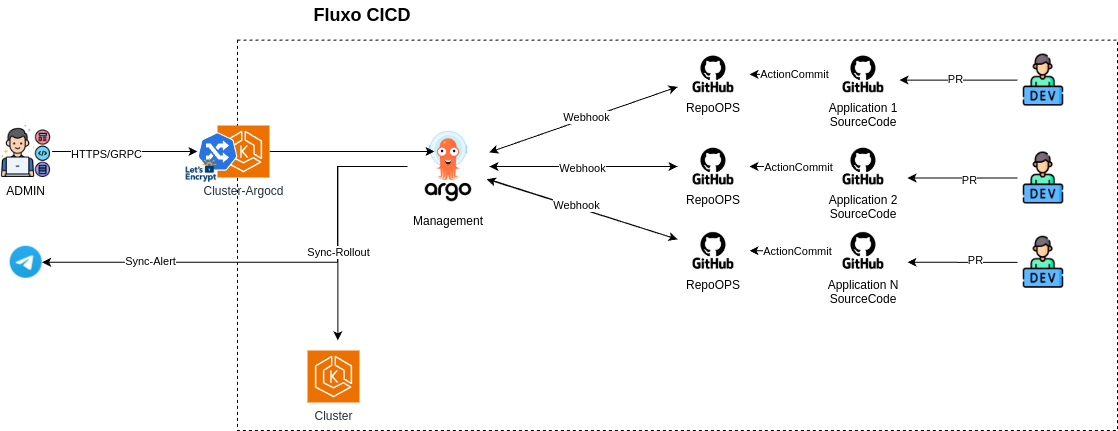 Fluxo CICD
GitHub
RepoOPS
ActionCommit
GitHub
Application 1
SourceCode
PR
DEV
Webhook
ADMIN
HTTPS/GRPC
Let's
Encrypt
K
Cluster-Argocd
argo
Management
Webhook
GitHub
RepoOPS
ActionCommit
GitHub
Application 2
SourceCode
PR
DEV
Webhook
GitHub
RepoOPS
ActionCommit
GitHub
Application N
SourceCode
PR
DEV
Sync-Rollout
Sync-Alert
K
Cluster